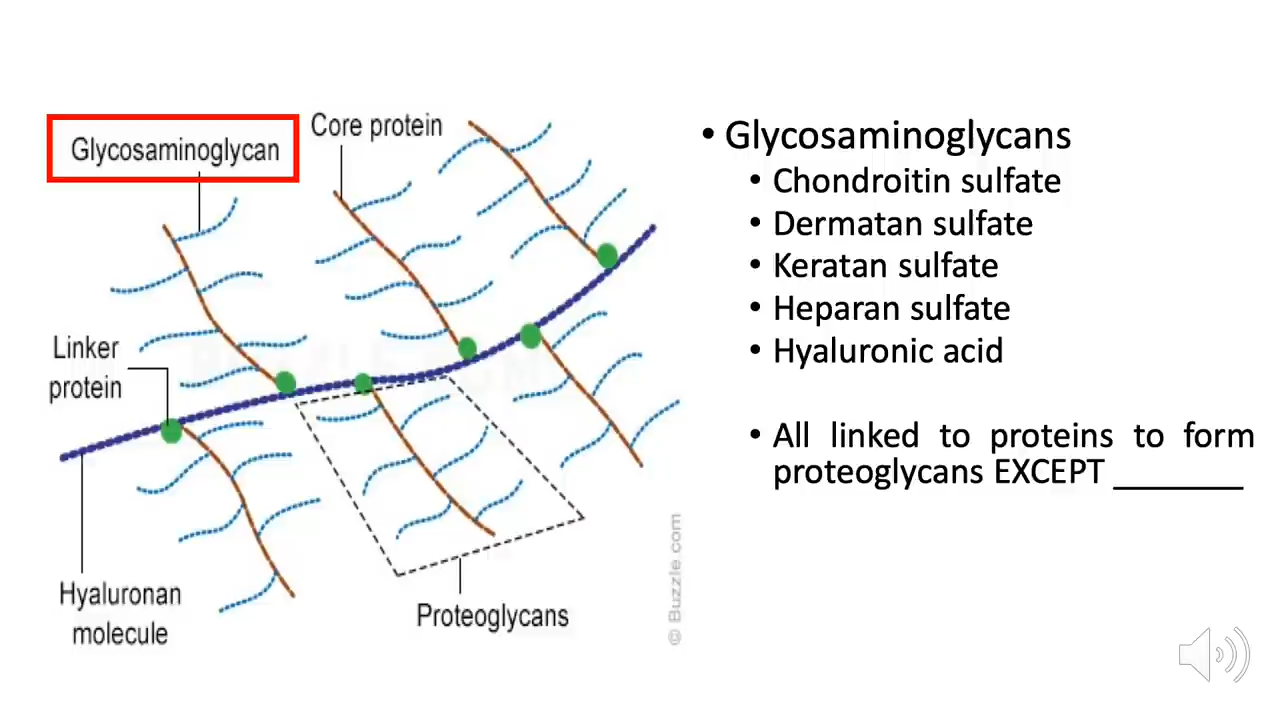 Glycosaminoglycan
Core protein
Linker
protein
Hyaluronan
molecule
Proteoglycans
© Buzzle.com
• Glycosaminoglycans
• Chondroitin sulfate
• Dermatan sulfate
• Keratan sulfate
• Heparan sulfate
• Hyaluronic acid
• All linked to proteins to form
proteoglycans EXCEPT _______